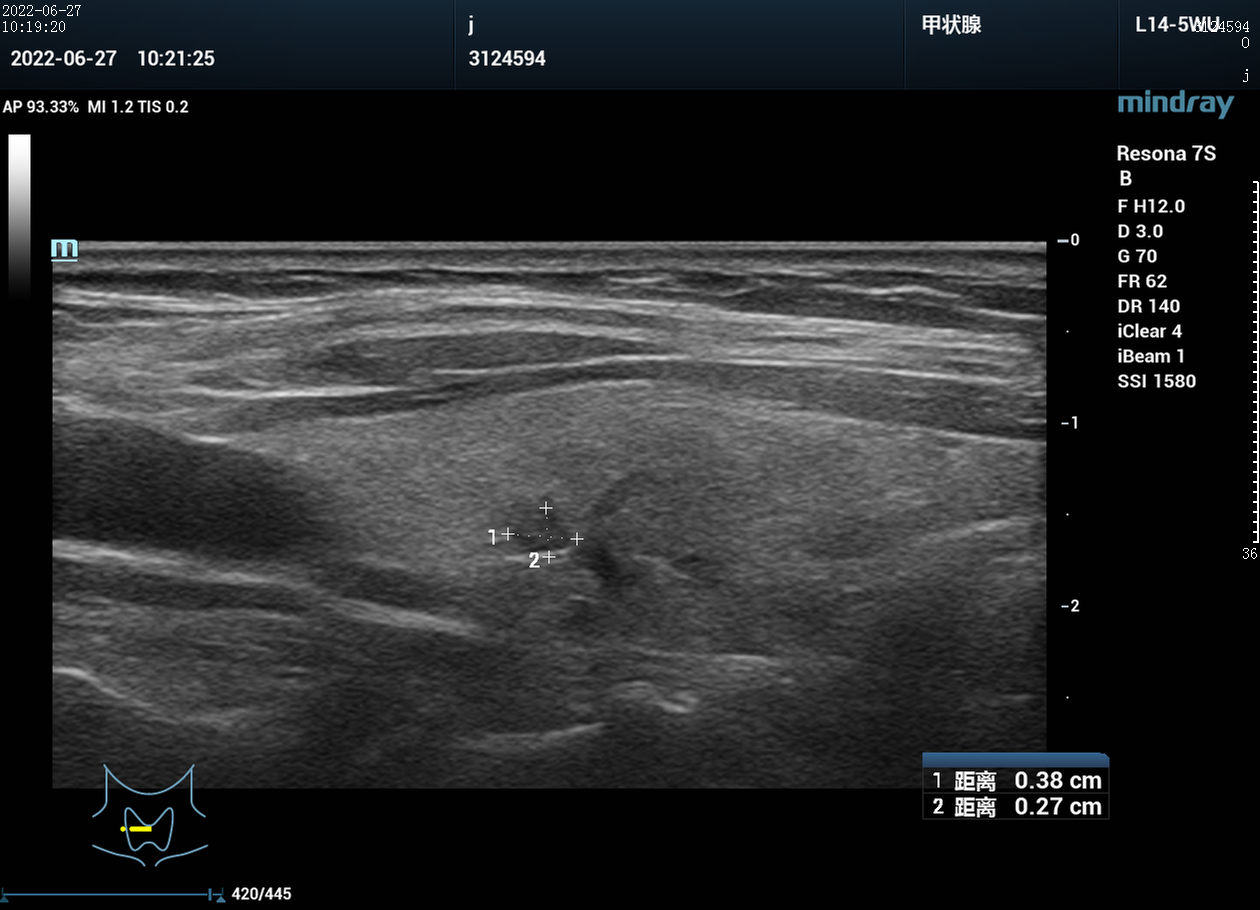 2022-06-27
10:19:20
2022-06-27 10:21:25
j
3124594
甲状腺
L14-5WU
3124594
0
j
AP 93.33% MI 1.2 TIS 0.2
mindray
Resona 7S
B
F H12.0
D 3.0
G 70
FR 62
DR 140
iClear 4
iBeam 1
SSI 1580
m
0
-1
-2
36
1
2
1 距离 0.38 cm
2 距离 0.27 cm
420/445